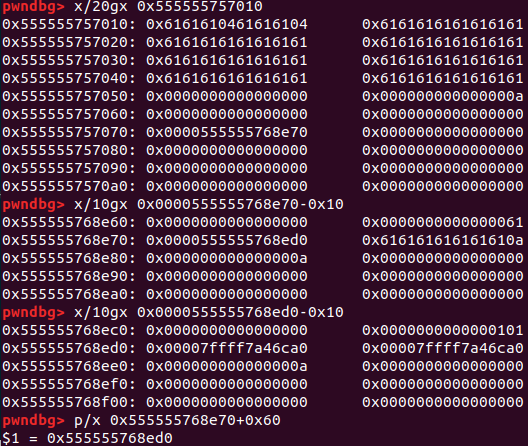 pwndbg> x/20gx 0x555555757010
0x555555757010: 0x6161610461616104 0x6161616161616161
0x555555757020: 0x6161616161616161 0x6161616161616161
0x555555757030: 0x6161616161616161 0x6161616161616161
0x555555757040: 0x6161616161616161 0x6161616161616161
0x555555757050: 0x0000000000000000 0x000000000000000a
0x555555757060: 0x0000000000000000 0x0000000000000000
0x555555757070: 0x0000555555768e70 0x0000000000000000
0x555555757080: 0x0000000000000000 0x0000000000000000
0x555555757090: 0x0000000000000000 0x0000000000000000
0x5555557570a0: 0x0000000000000000 0x0000000000000000
pwndbg> x/10gx 0x0000555555768e70-0x10
0x555555768e60: 0x0000000000000000 0x0000000000000061
0x555555768e70: 0x0000555555768ed0 0x616161616161610a
0x555555768e80: 0x000000000000000a 0x0000000000000000
0x555555768e90: 0x0000000000000000 0x0000000000000000
0x555555768ea0: 0x0000000000000000 0x0000000000000000
pwndbg> x/10gx 0x0000555555768ed0-0x10
0x555555768ec0: 0x0000000000000000 0x0000000000000101
0x555555768ed0: 0x00007ffff7a46ca0 0x00007ffff7a46ca0
0x555555768ee0: 0x000000000000000a 0x0000000000000000
0x555555768ef0: 0x0000000000000000 0x0000000000000000
0x555555768f00: 0x0000000000000000 0x0000000000000000
pwndbg> p/x 0x555555768e70+0x60
$1 = 0x555555768ed0